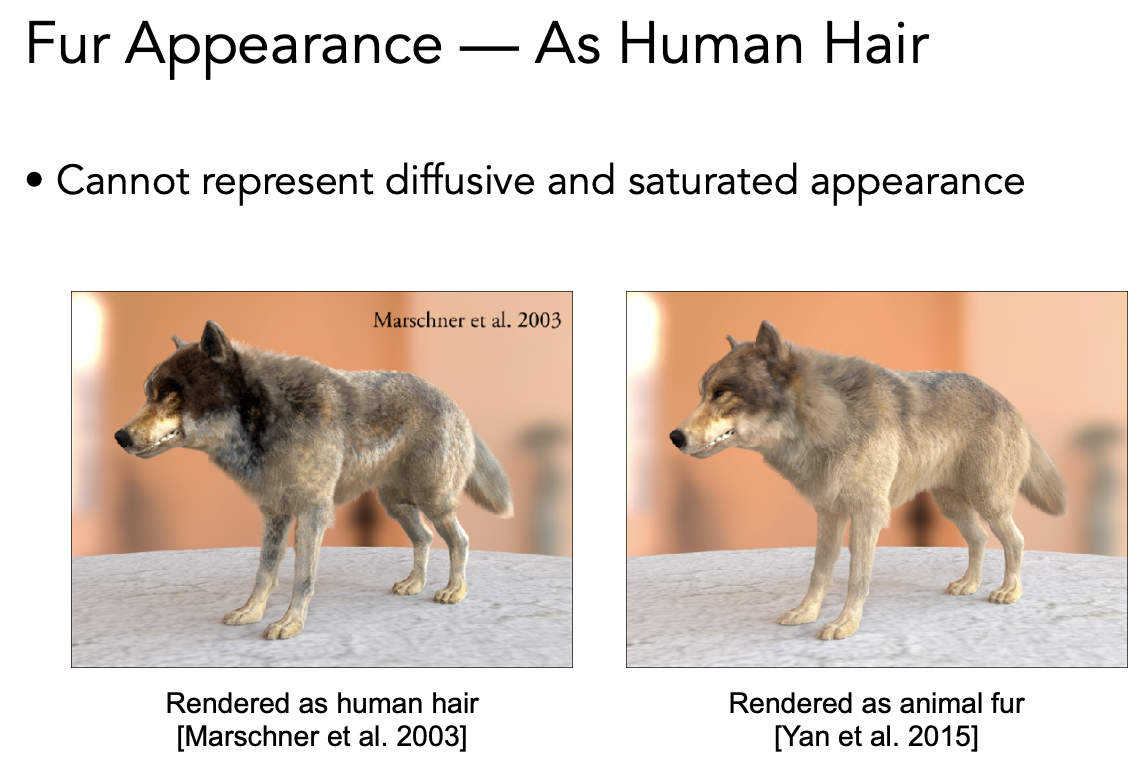 Fur Appearance — As Human Hair
• Cannot represent diffusive and saturated appearance
Marschner et al. 2003
Rendered as human hair
[Marschner et al. 2003]
Rendered as animal fur
[Yan et al. 2015]